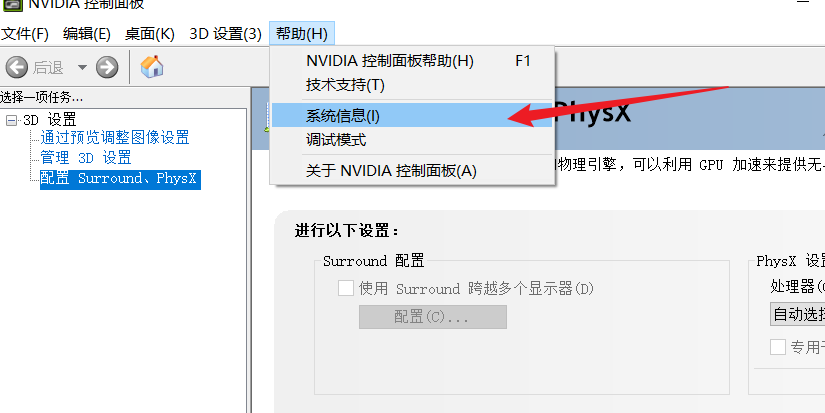 NVIDIA 控制面板
文件(F) 编辑(E) 桌面(K) 3D 设置(3) 帮助(H)
后退
NVIDIA 控制面板帮助(H) F1
技术支持(T)
系统信息(I)
调试模式
关于 NVIDIA 控制面板(A)
选择一项任务...
3D 设置
通过预览调整图像设置
管理 3D 设置
配置 Surround、PhysX
PhysX
物理引擎，可以利用 GPU 加速来提供无
进行以下设置：
Surround 配置
使用 Surround 跨越多个显示器(D)
配置(C)...
PhysX 设
处理器(
自动选
专用